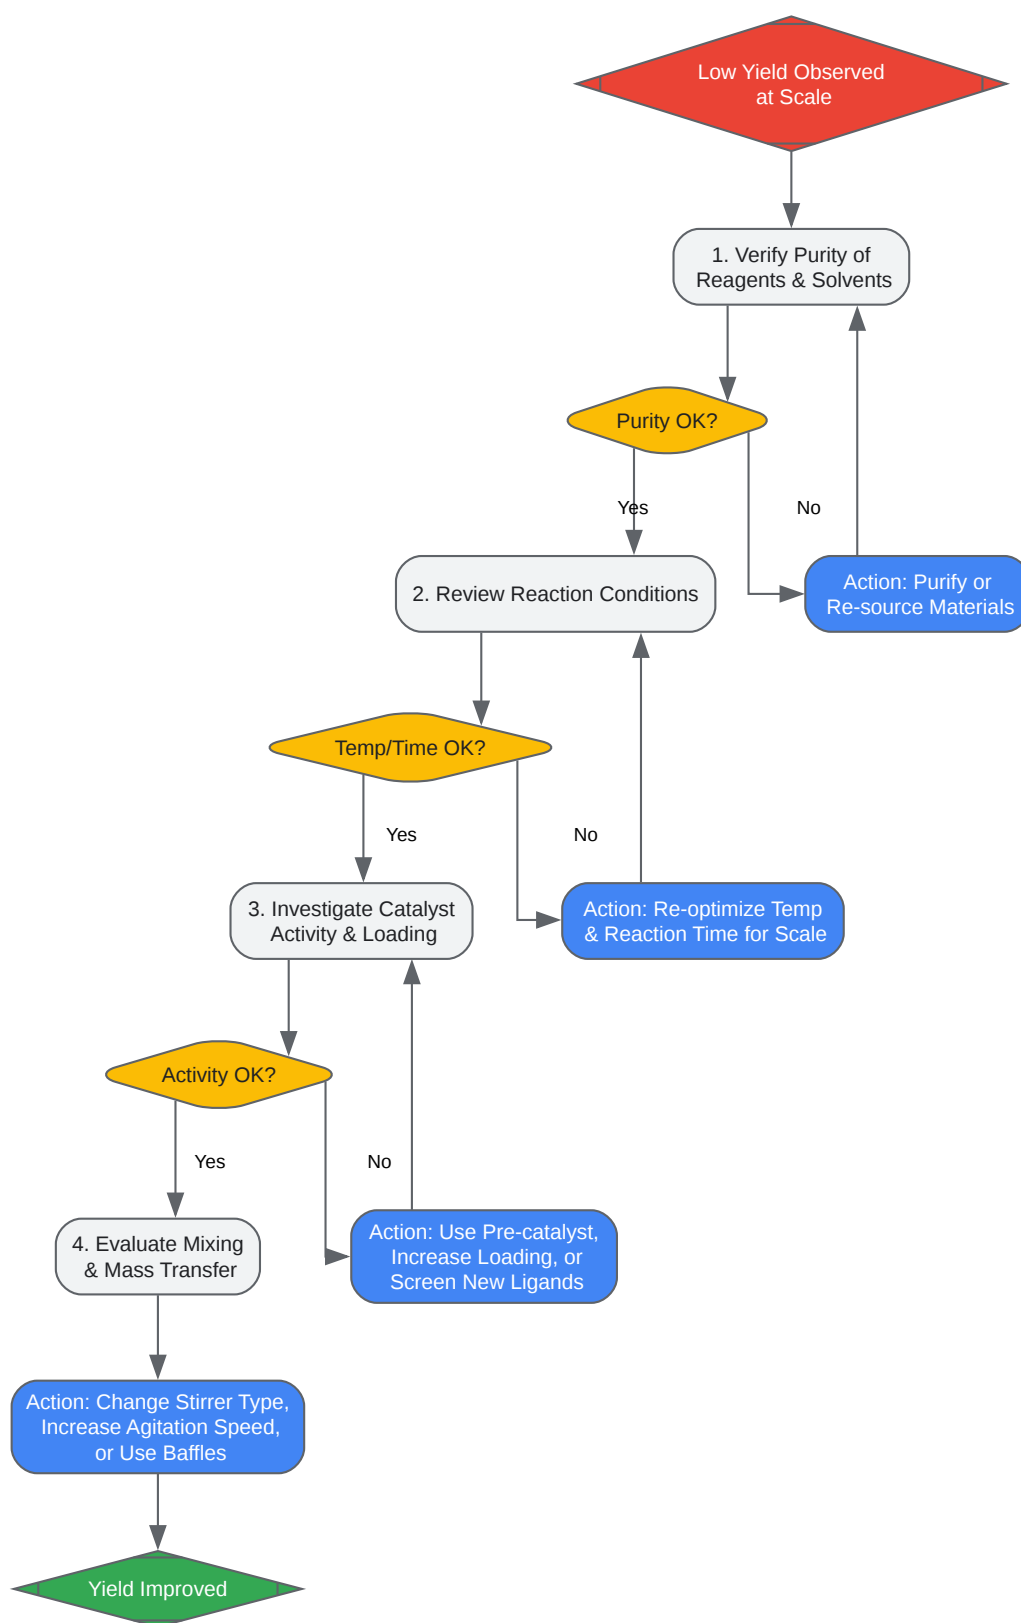 Low Yield Observed
at Scale
1. Verify Purity of
Reagents & Solvents
Purity OK?
Yes
No
Action: Purify or
Re-source Materials
2. Review Reaction Conditions
Temp/Time OK?
Yes
No
Action: Re-optimize Temp
& Reaction Time for Scale
3. Investigate Catalyst
Activity & Loading
Activity OK?
Yes
No
Action: Use Pre-catalyst,
Increase Loading, or
Screen New Ligands
4. Evaluate Mixing
& Mass Transfer
Action: Change Stirrer Type,
Increase Agitation Speed,
or Use Baffles
Yield Improved